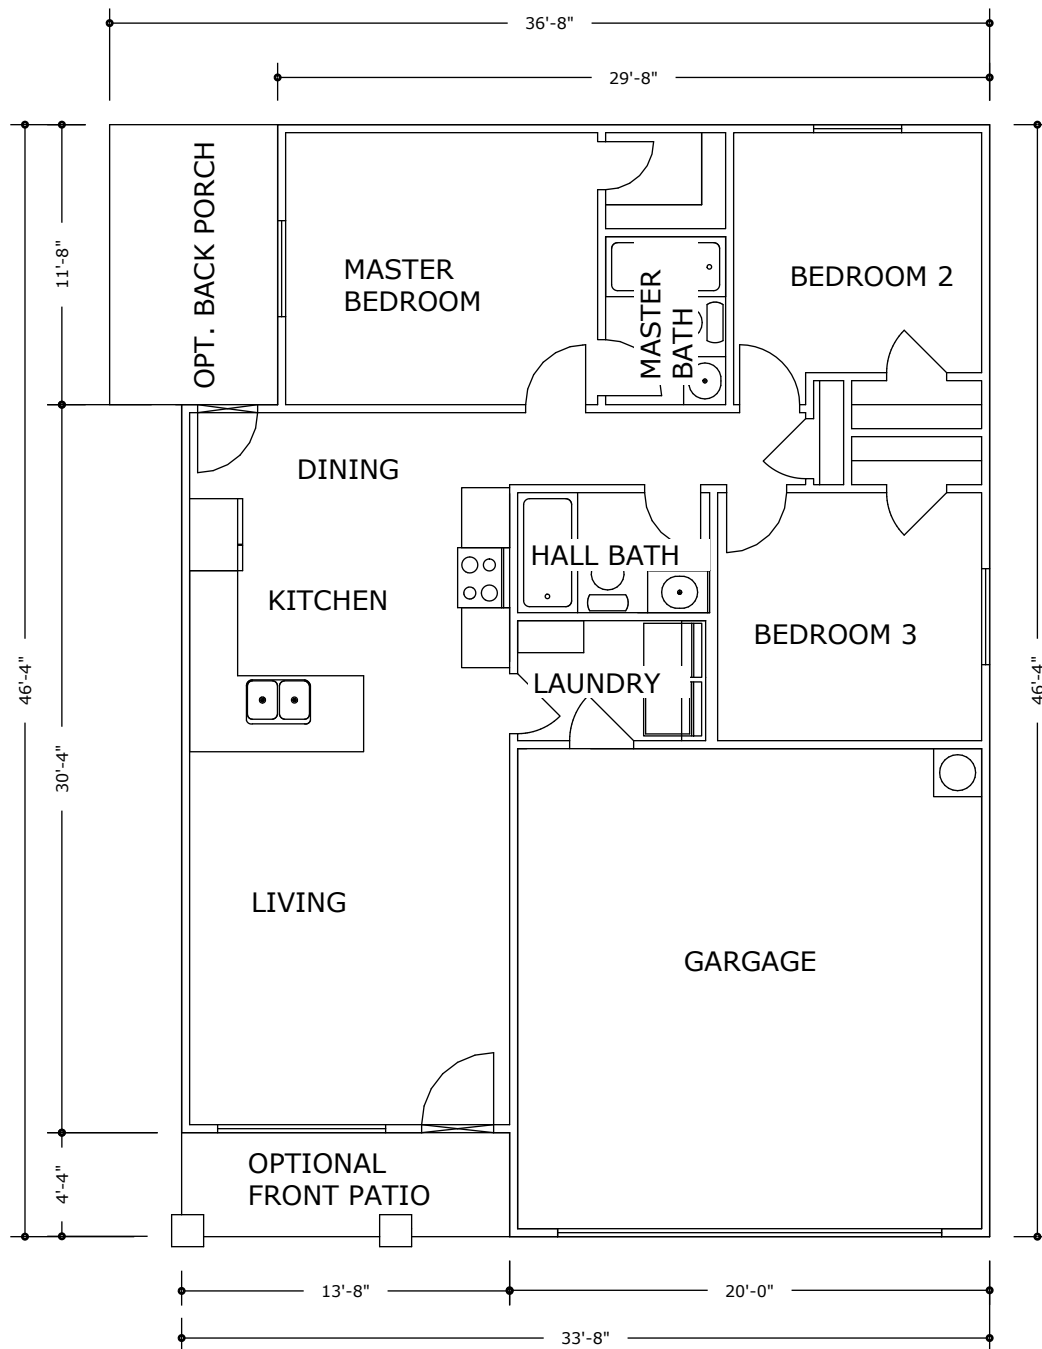 36'-8"
29'-8"
OPT. BACK PORCH
11'-8"
MASTER
BEDROOM
MASTER
BATH
BEDROOM 2
DINING
HALL BATH
KITCHEN
BEDROOM 3
LAUNDRY
46'-4"
46'-4"
30'-4"
LIVING
GARGAGE
OPTIONAL
FRONT PATIO
4'-4"
13'-8"
20'-0"
33'-8"